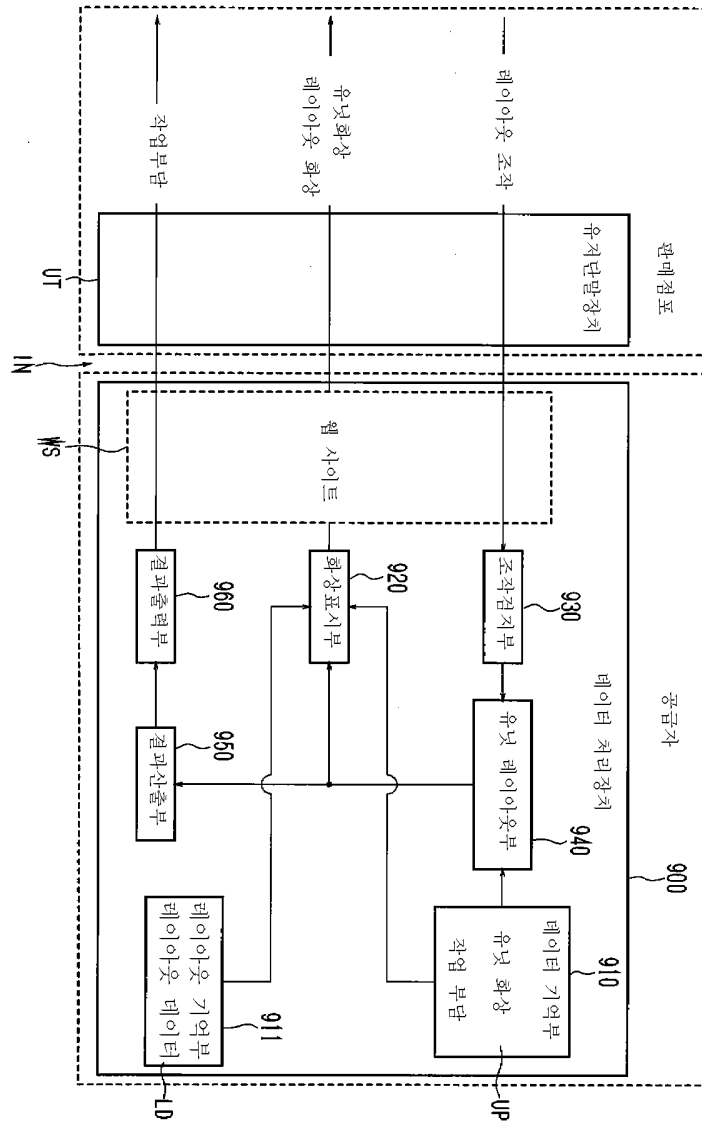 공급자
데이터 처리장치
900
데이터 기억부
유닛 화상
작업 부담
910
UP
유닛 레이아웃부
940
조작검지부
930
레이아웃 기억부
레이아웃 데이터
911
LD
화상표시부
920
결과산출부
950
결과출력부
960
웹 사이트
WS
IN
판매점포
유저단말장치
UT
레이아웃 조작
유닛화상
레이아웃 화상
작업부담